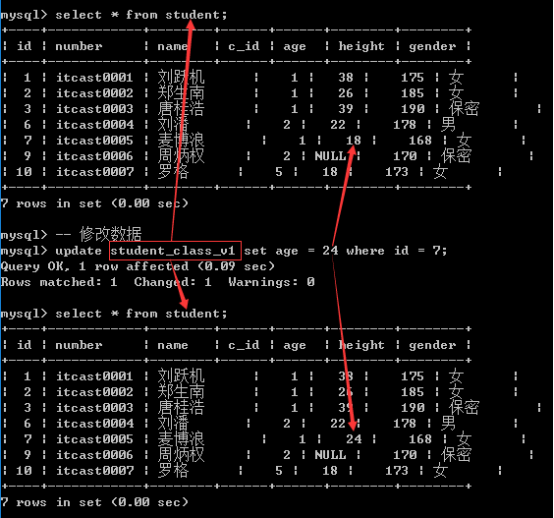 mysql> select * from student;
+----+------------+--------+------+------+--------+--------+
| id | number | name | c_id | age | height | gender |
+----+------------+--------+------+------+--------+--------+
| 1 | itcast0001 | 刘跃机 | 1 | 38 | 175 | 女 |
| 2 | itcast0002 | 郑生南 | 1 | 26 | 185 | 女 |
| 3 | itcast0003 | 唐桂浩 | 1 | 39 | 190 | 保密 |
| 6 | itcast0004 | 刘潘 | 2 | 22 | 178 | 男 |
| 7 | itcast0005 | 麦博浪 | 1 | 18 | 168 | 女 |
| 9 | itcast0006 | 周炳权 | 2 | NULL | 170 | 保密 |
| 10 | itcast0007 | 罗格 | 5 | 18 | 173 | 女 |
+----+------------+--------+------+------+--------+--------+
7 rows in set (0.00 sec)
mysql> -- 修改数据
mysql> update student_class_v1 set age = 24 where id = 7;
Query OK, 1 row affected (0.09 sec)
Rows matched: 1 Changed: 1 Warnings: 0
mysql> select * from student;
+----+------------+--------+------+------+--------+--------+
| id | number | name | c_id | age | height | gender |
+----+------------+--------+------+------+--------+--------+
| 1 | itcast0001 | 刘跃机 | 1 | 38 | 175 | 女 |
| 2 | itcast0002 | 郑生南 | 1 | 26 | 185 | 女 |
| 3 | itcast0003 | 唐桂浩 | 1 | 39 | 190 | 保密 |
| 6 | itcast0004 | 刘潘 | 2 | 22 | 178 | 男 |
| 7 | itcast0005 | 麦博浪 | 1 | 24 | 168 | 女 |
| 9 | itcast0006 | 周炳权 | 2 | NULL | 170 | 保密 |
| 10 | itcast0007 | 罗格 | 5 | 18 | 173 | 女 |
+----+------------+--------+------+------+--------+--------+
7 rows in set (0.00 sec)